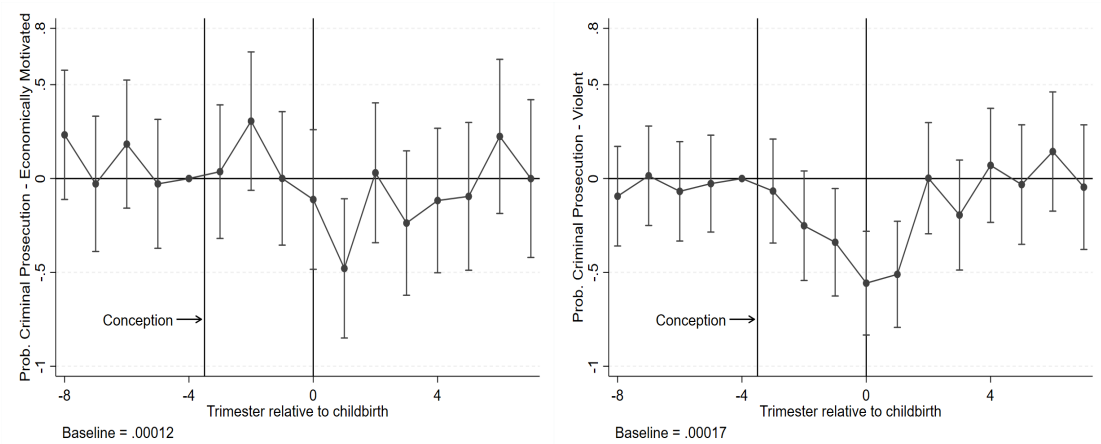 Prob. Criminal Prosecution - Economically Motivated
.8
.5
0
-.5
-1
Conception
-8
-4
0
4
Trimester relative to childbirth
Baseline = .00012
Prob. Criminal Prosecution - Violent
.8
.5
0
-.5
-1
Conception
-8
-4
0
4
Trimester relative to childbirth
Baseline = .00017